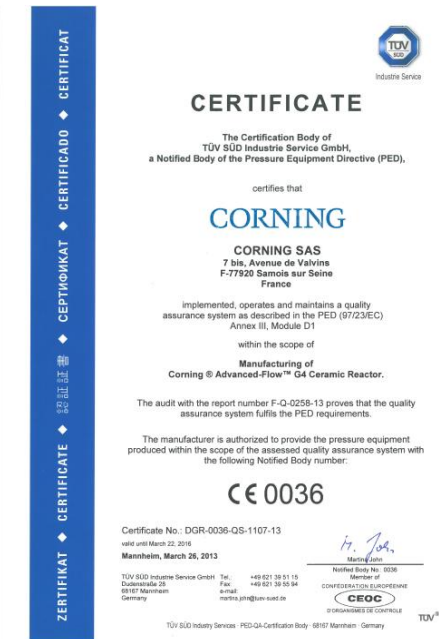 ZERTIFIKAT ◆ CERTIFICATE ◆ 認証証書 ◆ СЕРТИФИКАТ ◆ CERTIFICADO ◆ CERTIFICAT
TÜV
SÜD
Industrie Service
CERTIFICATE
The Certification Body of
TÜV SÜD Industrie Service GmbH,
a Notified Body of the Pressure Equipment Directive (PED),
certifies that
CORNING
CORNING SAS
7 bis, Avenue de Valvins
F-77920 Samois sur Seine
France
implemented, operates and maintains a quality
assurance system as described in the PED (97/23/EC)
Annex III, Module D1
within the scope of
Manufacturing of
Corning ® Advanced-Flow™ G4 Ceramic Reactor.
The audit with the report number F-Q-0258-13 proves that the quality
assurance system fulfils the PED requirements.
The manufacturer is authorized to provide the pressure equipment
produced within the scope of the assessed quality assurance system with
the following Notified Body number:
CE 0036
Certificate No.: DGR-0036-QS-1107-13
valid until March 22, 2016
Mannheim, March 26, 2013
M. John
Martina John
Notified Body No.: 0036
Member of
CONFÉDÉRATION EUROPÉENNE
CEOC
D'ORGANISMES DE CONTROLE
TÜV SÜD Industrie Service GmbH Tel.: +49 621 39 51 15
Dudenstraße 28 Fax: +49 621 39 55 94
68167 Mannheim e-mail:
Germany martina.john@tuev-sued.de
TÜV SÜD Industry Services · PED-QA-Certification Body · 68167 Mannheim · Germany
TÜV®